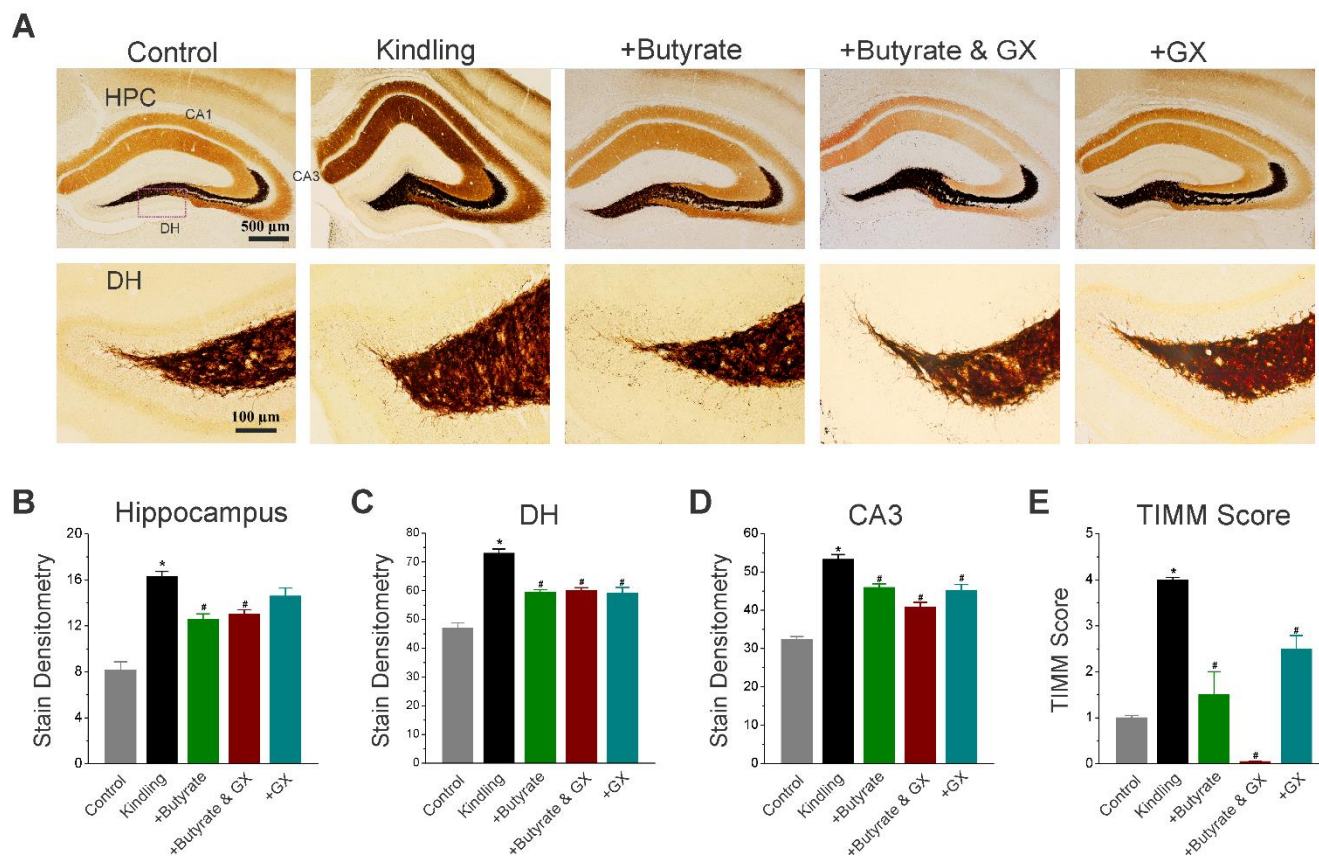 A
Control Kindling +Butyrate +Butyrate & GX +GX
HPC
CA1
CA3
DH
500 µm
DH
100 µm
B
Hippocampus
Stain Densitometry
20
16
12
8
4
0
*
#
#
Control
Kindling
+Butyrate
+Butyrate & GX
+GX
C
DH
Stain Densitometry
80
70
60
50
40
30
20
10
0
*
#
#
#
Control
Kindling
+Butyrate
+Butyrate & GX
+GX
D
CA3
Stain Densitometry
60
50
40
30
20
10
0
*
#
#
#
Control
Kindling
+Butyrate
+Butyrate & GX
+GX
E
TIMM Score
TIMM Score
5
4
3
2
1
0
*
#
#
#
Control
Kindling
+Butyrate
+Butyrate & GX
+GX